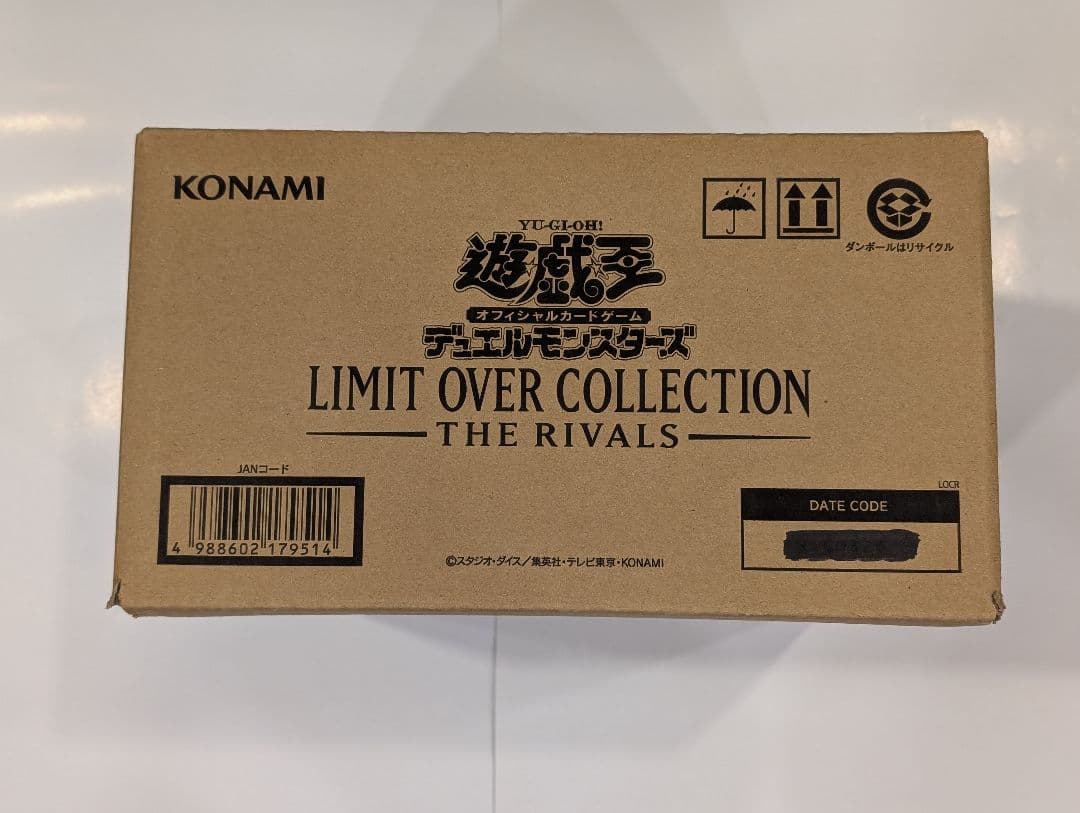 KONAMI
YU-GI-OH!
遊戯王
オフィシャルカードゲーム
デュエルモンスターズ
LIMIT OVER COLLECTION
THE RIVALS
ダンボールはリサイクル
JANコード
4 988602 179514
©スタジオ・ダイス/集英社・テレビ東京・KONAMI
LOCR
DATE CODE